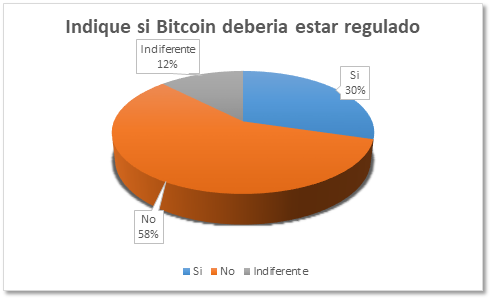 Indique si Bitcoin deberia estar regulado
Indiferente
12%
Si
30%
No
58%
Si No Indiferente